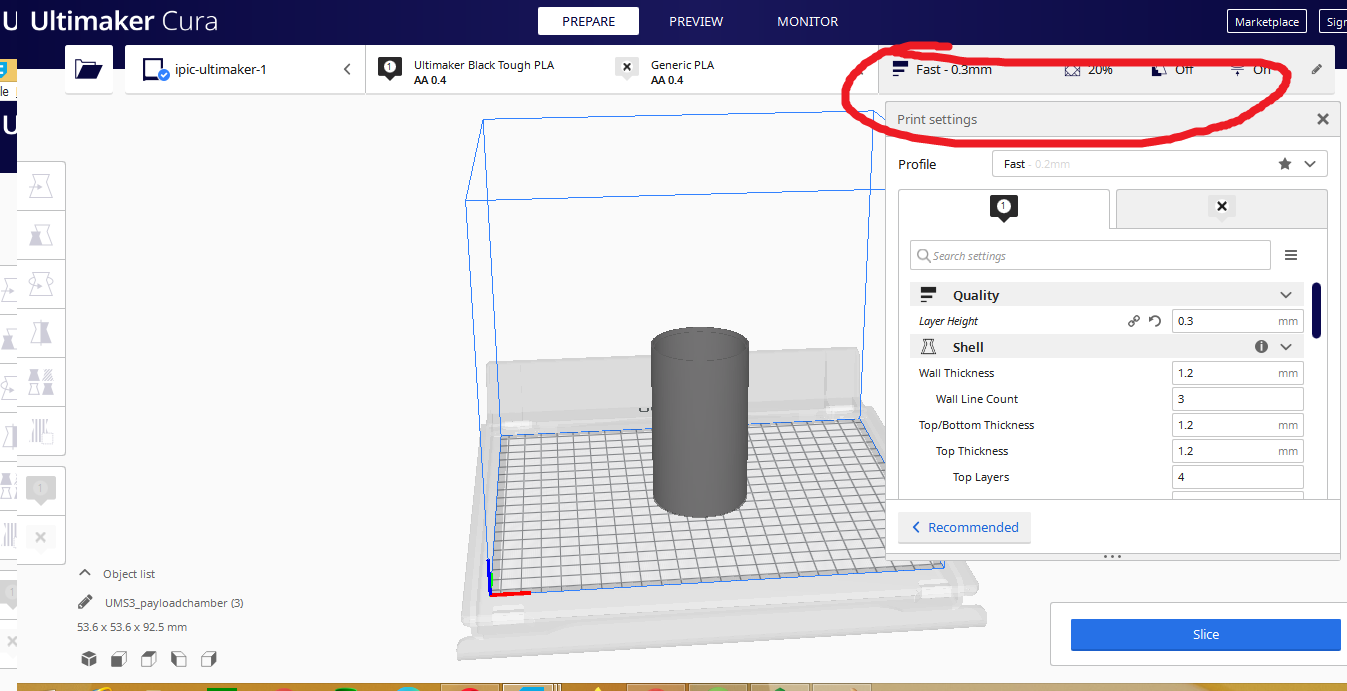 U
Ultimaker Cura
PREPARE
PREVIEW
MONITOR
Marketplace
Sign
le
U
ipic-ultimaker-1
1
Ultimaker Black Tough PLA
AA 0.4
Generic PLA
AA 0.4
Fast - 0.3mm
20%
Off
On
Print settings
Profile
Fast - 0.2mm
1
Search settings
Quality
Layer Height
0.3
mm
Shell
Wall Thickness
1.2
mm
Wall Line Count
3
Top/Bottom Thickness
1.2
mm
Top Thickness
1.2
mm
Top Layers
4
Recommended
1
Object list
UMS3_payloadchamber (3)
53.6 x 53.6 x 92.5 mm
Slice